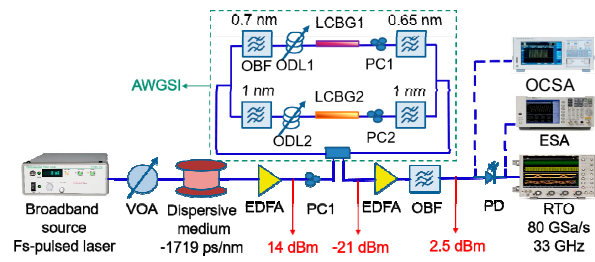 0.7 nm
LCBG1
0.65 nm
OBF
ODL1
PC1
AWGSI
1 nm
LCBG2
1 nm
ODL2
PC2
OCSA
ESA
Broadband
source
Fs-pulsed laser
VOA
Dispersive
medium
-1719 ps/nm
EDFA
PC1
EDFA
OBF
PD
RTO
80 GSa/s
33 GHz
14 dBm
-21 dBm
2.5 dBm